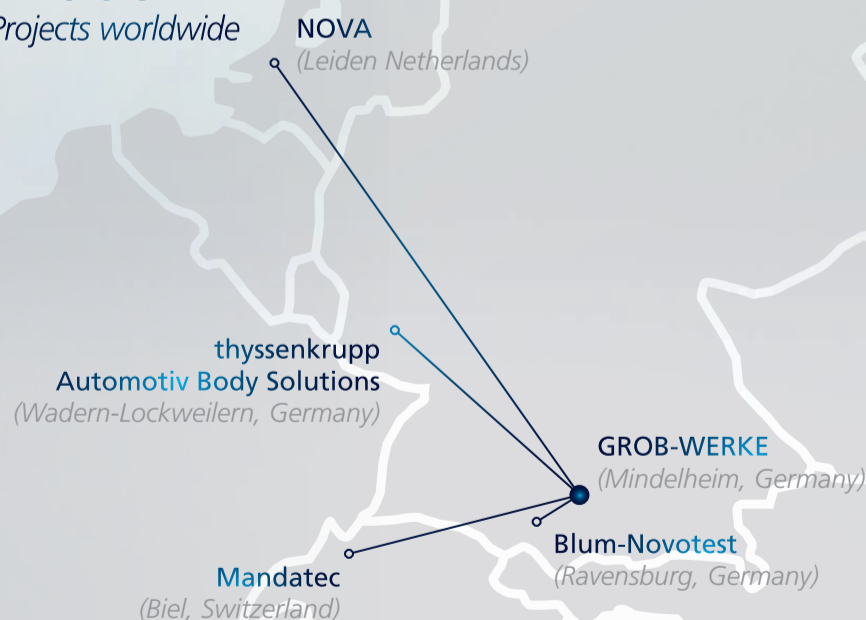 Projects worldwide
NOVA
(Leiden Netherlands)
thyssenkrupp
Automotiv Body Solutions
(Wadern-Lockweilern, Germany)
GROB-WERKE
(Mindelheim, Germany)
Blum-Novotest
(Ravensburg, Germany)
Mandatec
(Biel, Switzerland)